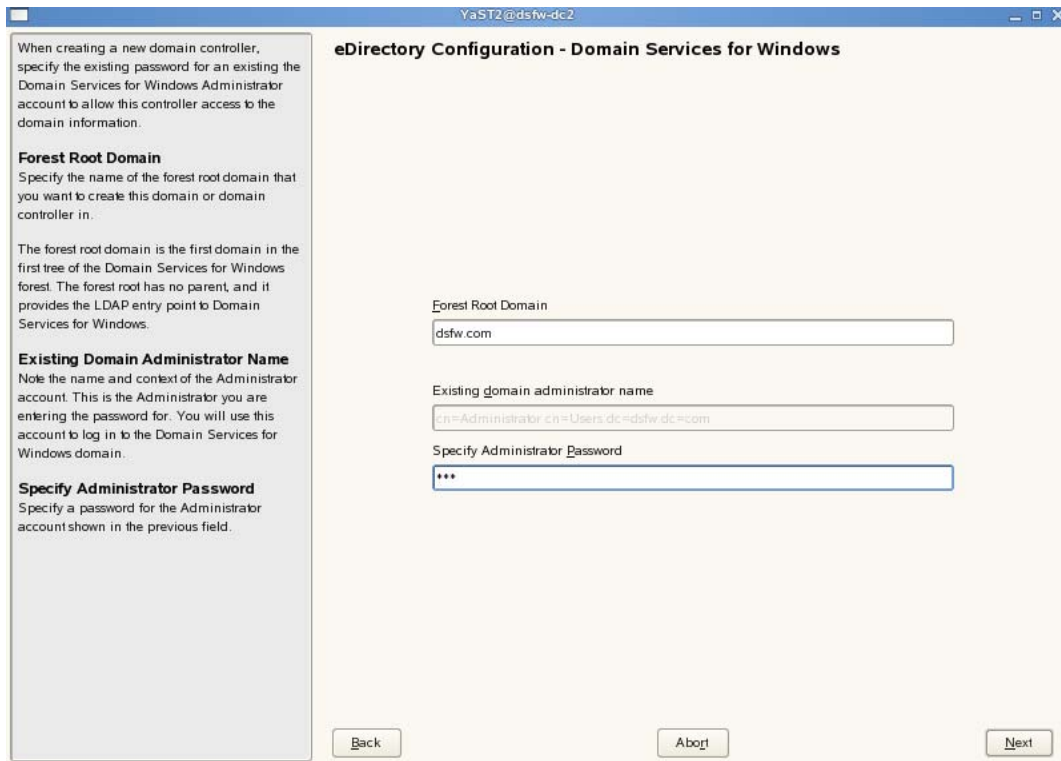 YaST2@dsfw-dc2
When creating a new domain controller,
specify the existing password for an existing the
Domain Services for Windows Administrator
account to allow this controller access to the
domain information.
Forest Root Domain
Specify the name of the forest root domain that
you want to create this domain or domain
controller in.
The forest root domain is the first domain in the
first tree of the Domain Services for Windows
forest. The forest root has no parent, and it
provides the LDAP entry point to Domain
Services for Windows.
Existing Domain Administrator Name
Note the name and context of the Administrator
account. This is the Administrator you are
entering the password for. You will use this
account to log in to the Domain Services for
Windows domain.
Specify Administrator Password
Specify a password for the Administrator
account shown in the previous field.
eDirectory Configuration - Domain Services for Windows
Forest Root Domain
dsfw.com
Existing domain administrator name
cn=Administrator cn=Users.dc=dsfw.dc=com
Specify Administrator Password
***
Back
Abort
Next